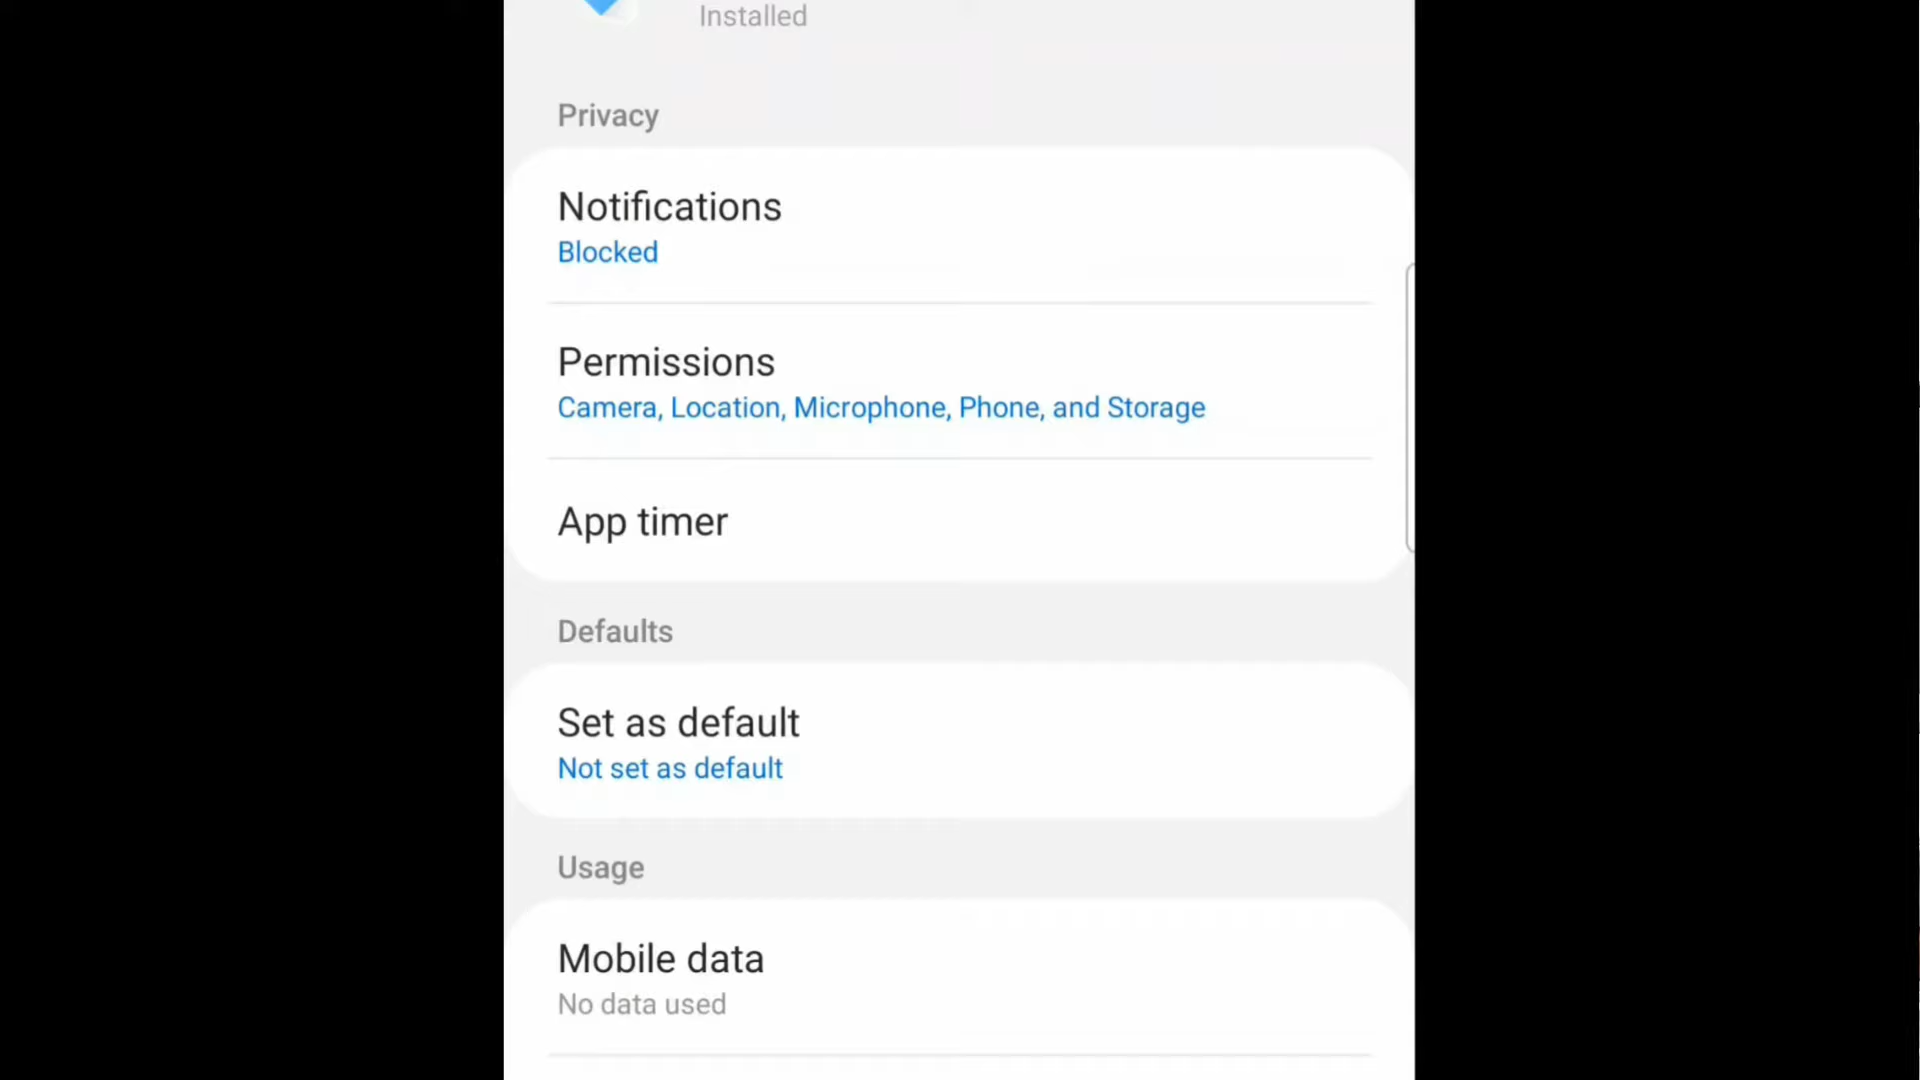 Installed
Privacy
Notifications
Blocked
Permissions
Camera, Location, Microphone, Phone, and Storage
App timer
Defaults
Set as default
Not set as default
Usage
Mobile data
No data used